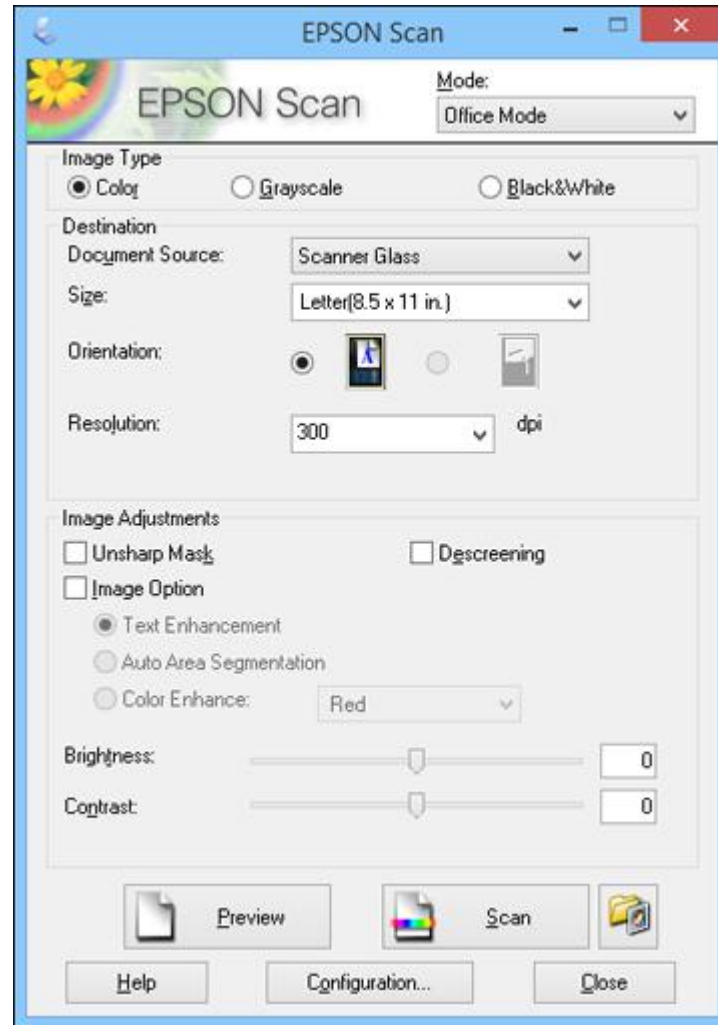 EPSON Scan
EPSON Scan
Mode:
Office Mode
Image Type
Color Grayscale Black&White
Destination
Document Source: Scanner Glass
Size: Letter(8.5 x 11 in.)
Orientation:
Resolution: 300 dpi
Image Adjustments
Unsharp Mask Descreening
Image Option
Text Enhancement
Auto Area Segmentation
Color Enhance: Red
Brightness: 0
Contrast: 0
Preview Scan
Help Configuration... Close